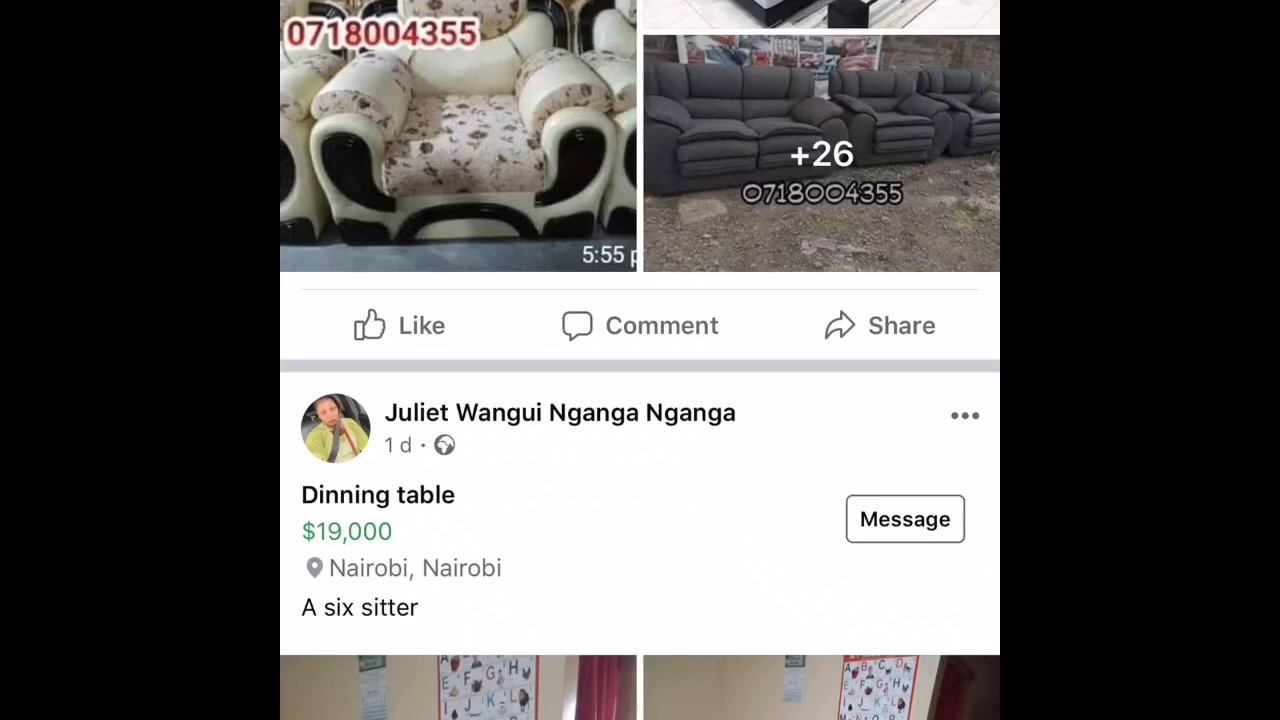 0718004355
5:55 p
+26
0718004355
Like
Comment
Share
Juliet Wangui Nganga Nganga
1 d ·
Dinning table
$19,000
Message
Nairobi, Nairobi
A six sitter
E F G H
I J K L
A B C D
E F G H
I J K L